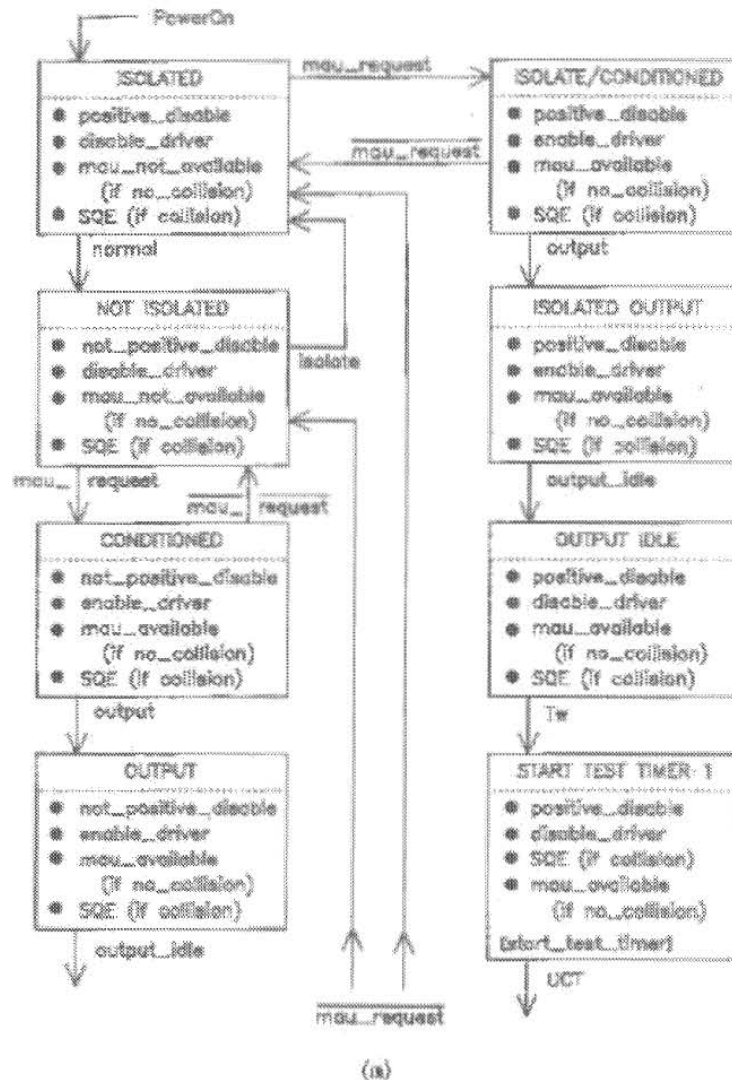 PowerOn
ISOLATED
● positive_disable
● disable_driver
● mau_not_available
(if no_collision)
● SQE (if collision)
mau_request
mau_request
ISOLATE/CONDITIONED
● positive_disable
● enable_driver
● mau_available
(if no_collision)
● SQE (if collision)
normal
output
NOT ISOLATED
● not_positive_disable
● disable_driver
● mau_not_available
(if no_collision)
● SQE (if collision)
isolate
ISOLATED OUTPUT
● positive_disable
● enable_driver
● mau_available
(if no_collision)
● SQE (if collision)
mau_ request
mau_ request
output_idle
CONDITIONED
● not_positive_disable
● enable_driver
● mau_available
(if no_collision)
● SQE (if collision)
OUTPUT IDLE
● positive_disable
● disable_driver
● mau_available
(if no_collision)
● SQE (if collision)
output
Tw
OUTPUT
● not_positive_disable
● enable_driver
● mau_available
(if no_collision)
● SQE (if collision)
START TEST TIMER 1
● positive_disable
● disable_driver
● SQE (if collision)
● mau_available
(if no_collision)
[start_test_timer]
output_idle
UCT
mau_request
(a)